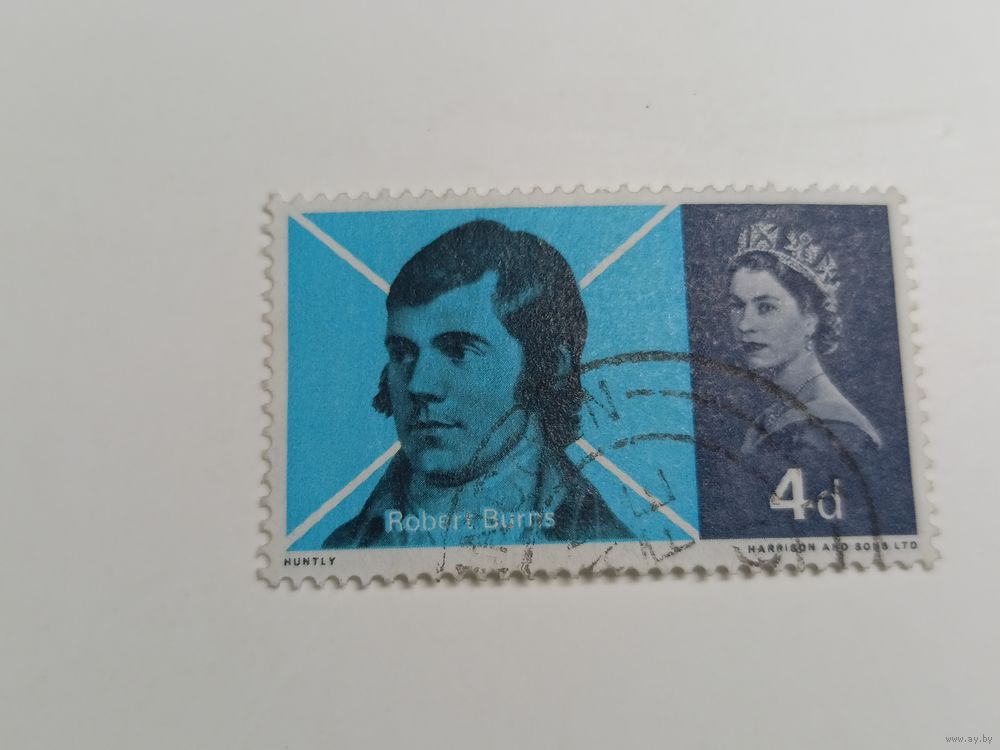 Robert Burns
4d
HUNTLY
HARRISON AND SONS LTD
www.ay.by